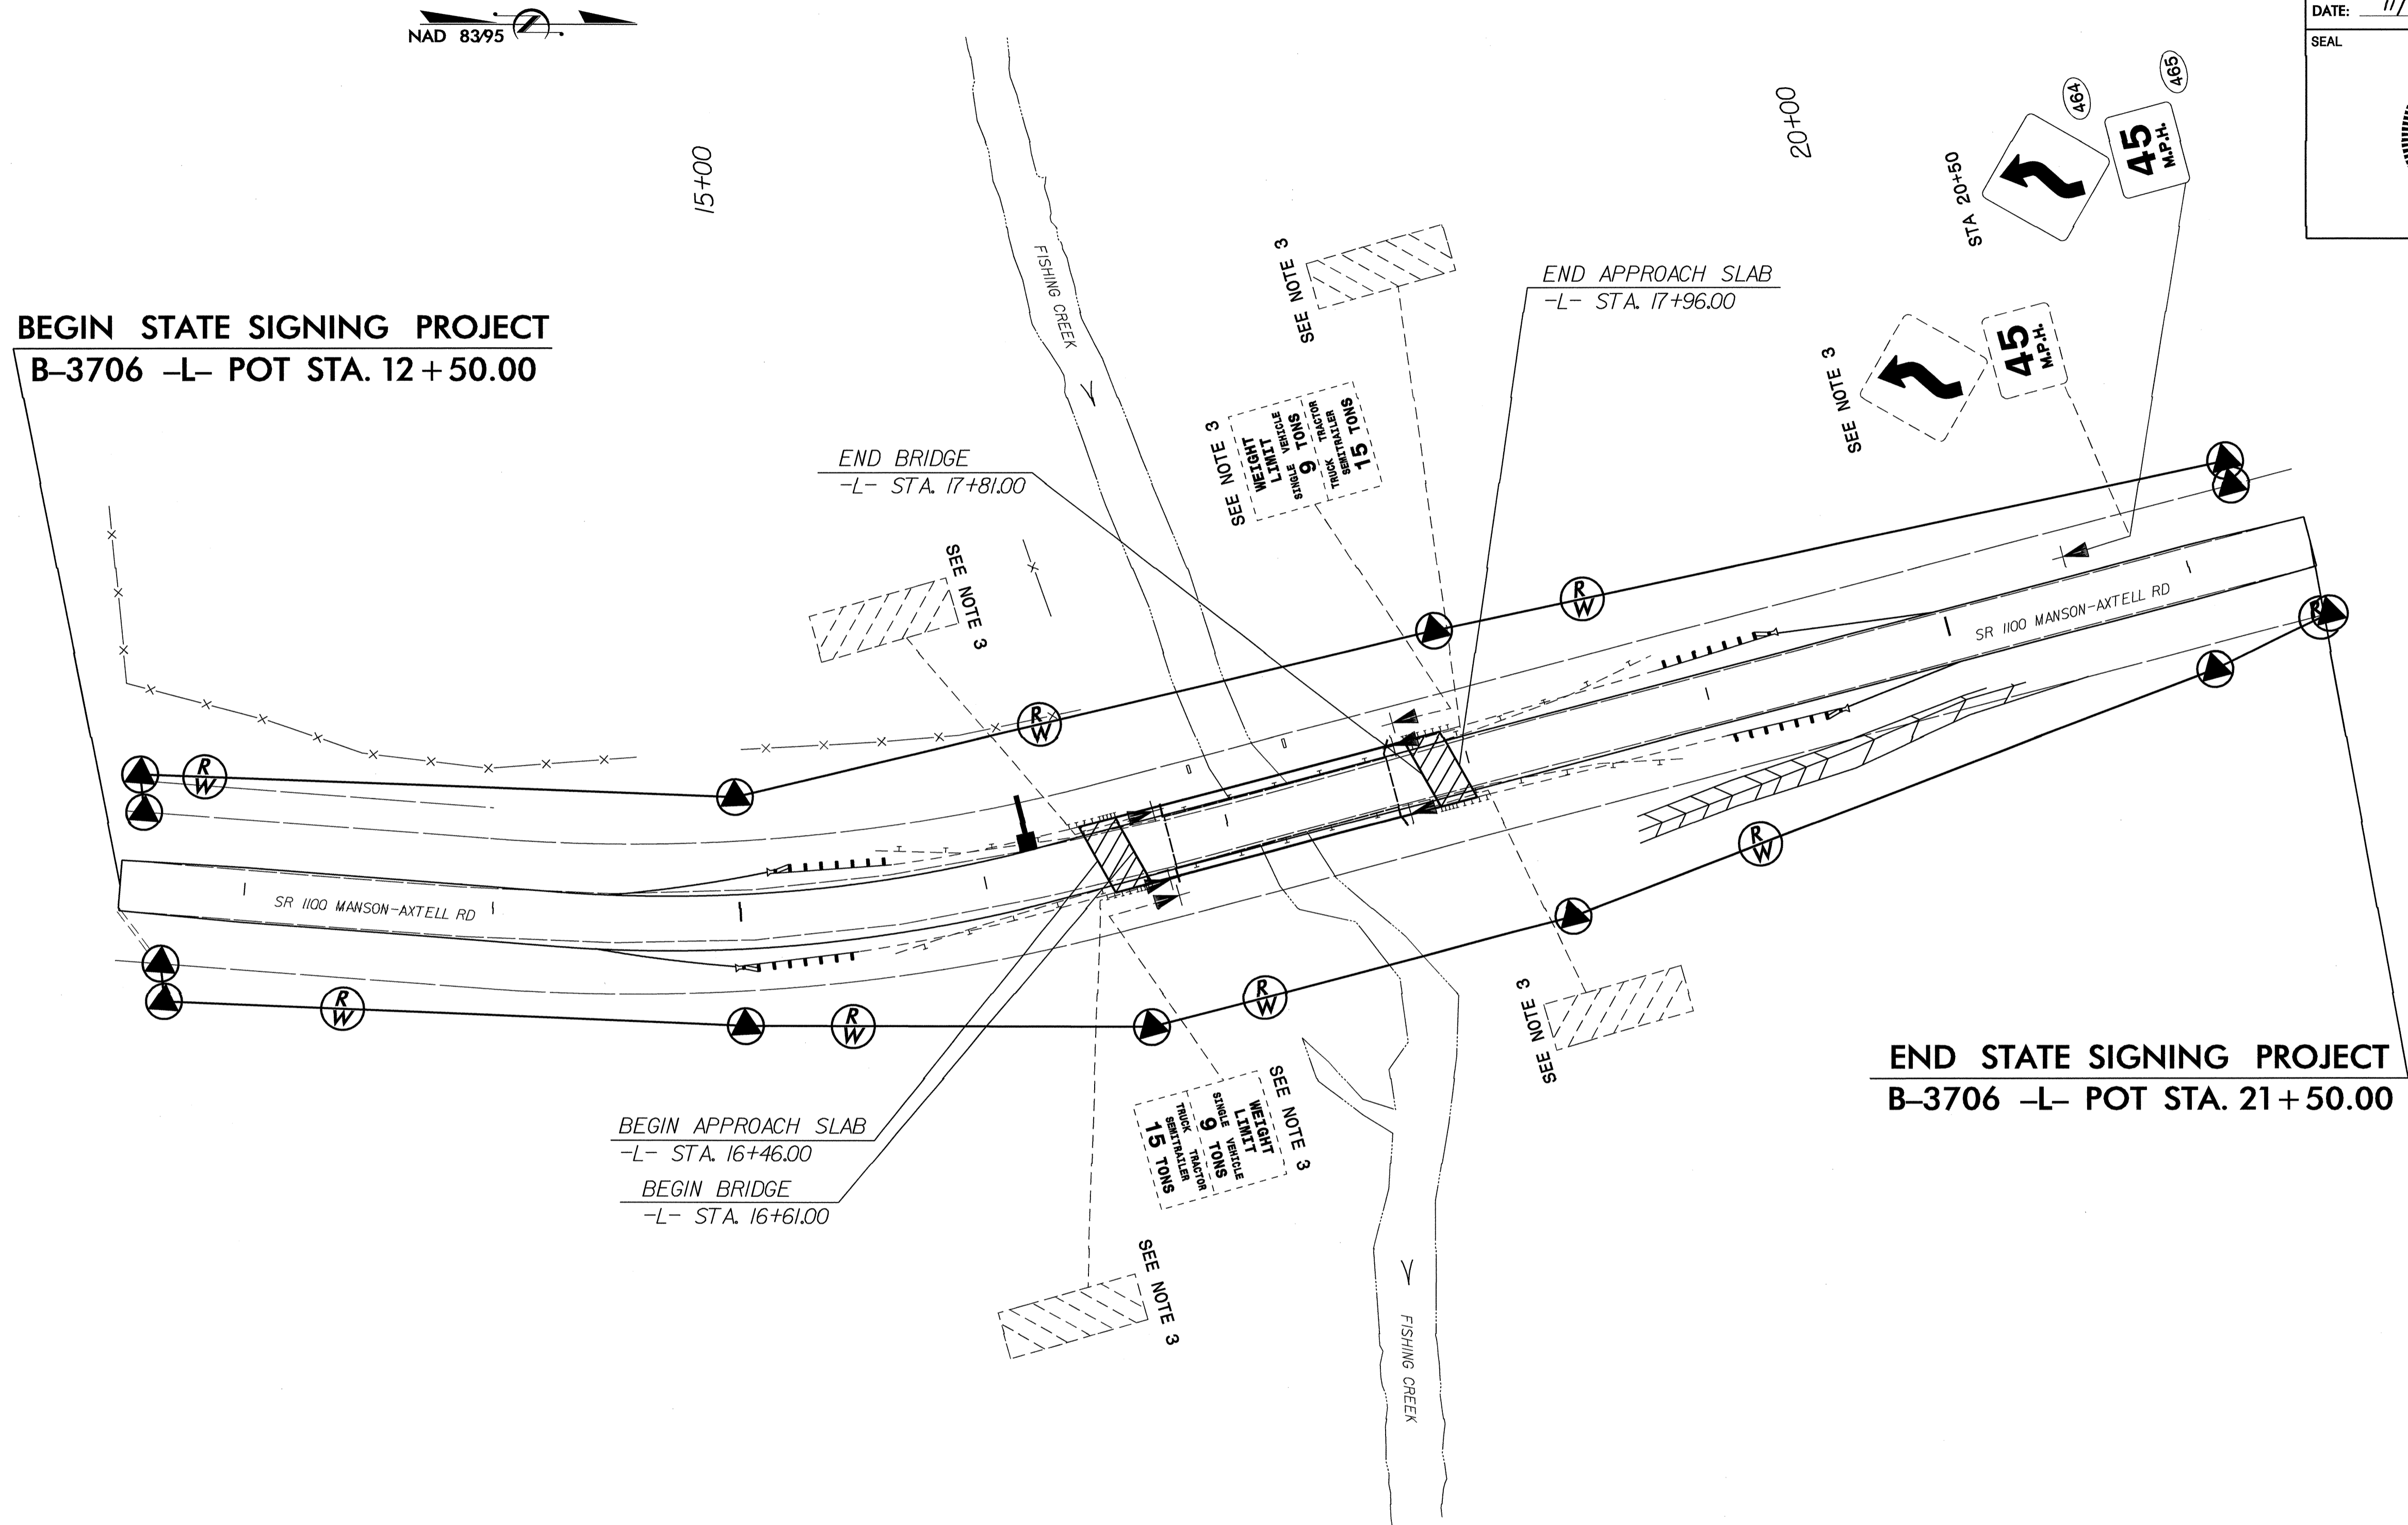 NAD 83/95
DATE: 11/
SEAL
464
465
45
M.P.H.
STA 20+50
15+00
20+00
FISHING CREEK
SEE NOTE 3
END APPROACH SLAB
-L- STA. 17+96.00
BEGIN STATE SIGNING PROJECT
B-3706 -L- POT STA. 12+50.00
SEE NOTE 3
45
M.P.H.
SEE NOTE 3
WEIGHT
LIMIT
SINGLE VEHICLE
9 TONS
TRUCK TRACTOR
SEMITRAILER
15 TONS
END BRIDGE
-L- STA. 17+81.00
SEE NOTE 3
R
W
R
W
R
W
R
SR 1100 MANSON-AXTELL RD
SR 1100 MANSON-AXTELL RD
R
W
R
W
R
W
R
W
SEE NOTE 3
END STATE SIGNING PROJECT
B-3706 -L- POT STA. 21+50.00
BEGIN APPROACH SLAB
-L- STA. 16+46.00
BEGIN BRIDGE
-L- STA. 16+61.00
SEE NOTE 3
WEIGHT
LIMIT
SINGLE VEHICLE
9 TONS
TRUCK TRACTOR
SEMITRAILER
15 TONS
SEE NOTE 3
FISHING CREEK